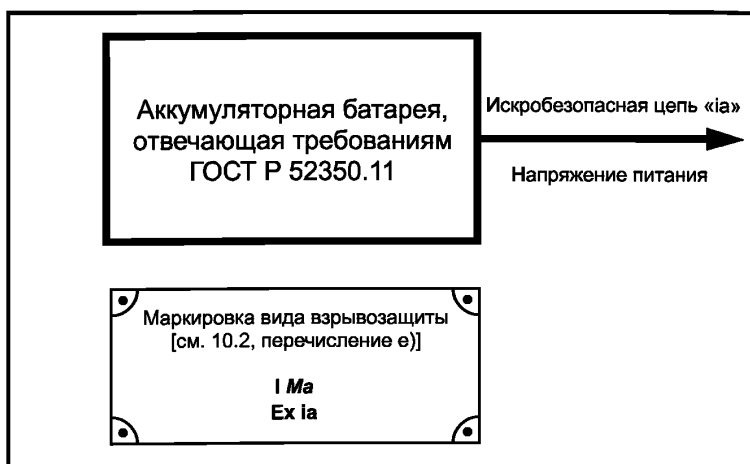 Аккумуляторная батарея,
отвечающая требованиям
ГОСТ Р 52350.11
Искробезопасная цепь «ia»
Напряжение питания
Маркировка вида взрывозащиты
[см. 10.2, перечисление е)]
I Ma
Ex ia